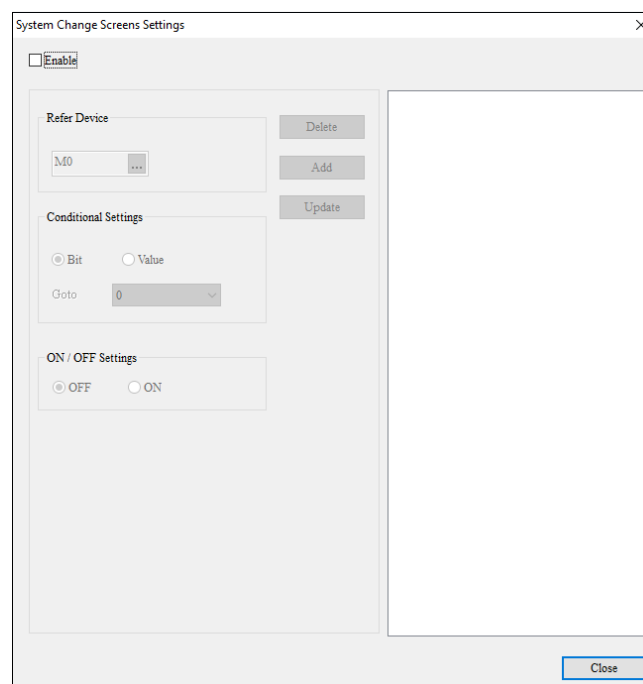 System Change Screens Settings
Enable
Refer Device
M0
...
Delete
Add
Update
Conditional Settings
Bit Value
Goto 0
ON / OFF Settings
OFF ON
Close